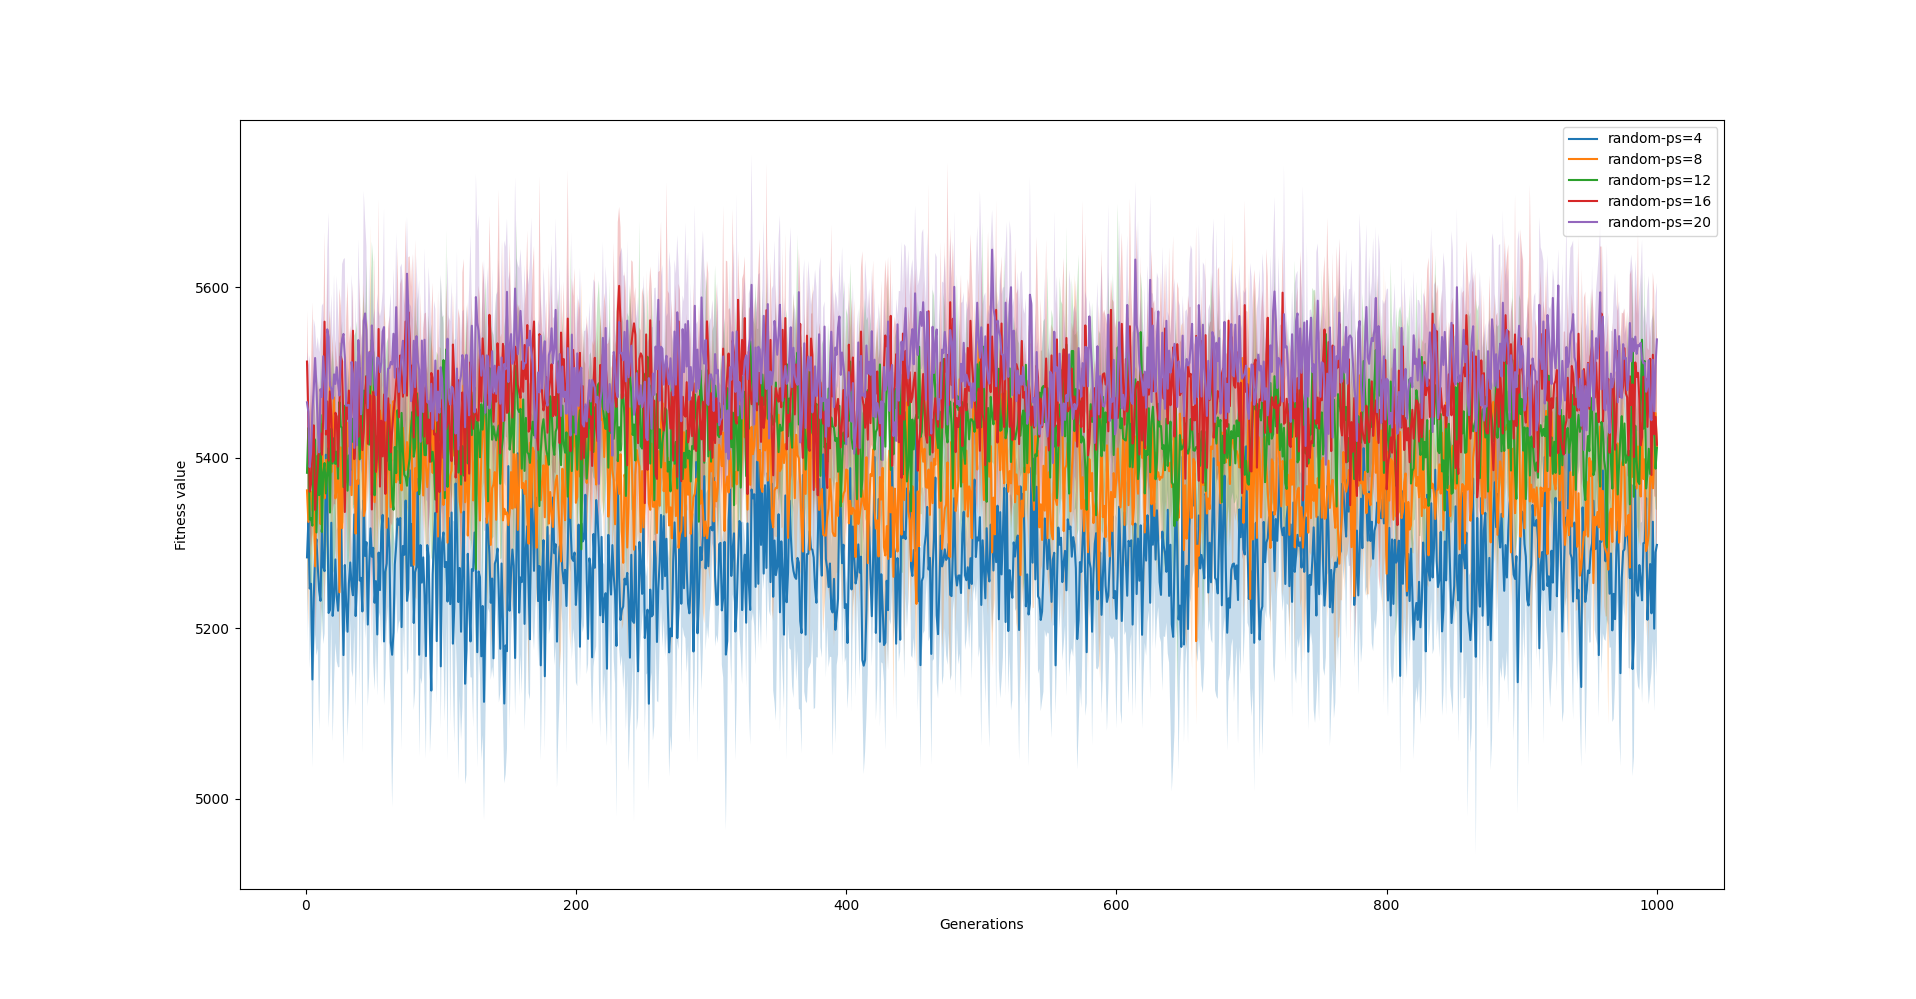 random-ps=4
random-ps=8
random-ps=12
random-ps=16
random-ps=20
Fitness value
5600
5400
5200
5000
0 200 400 600 800 1000
Generations